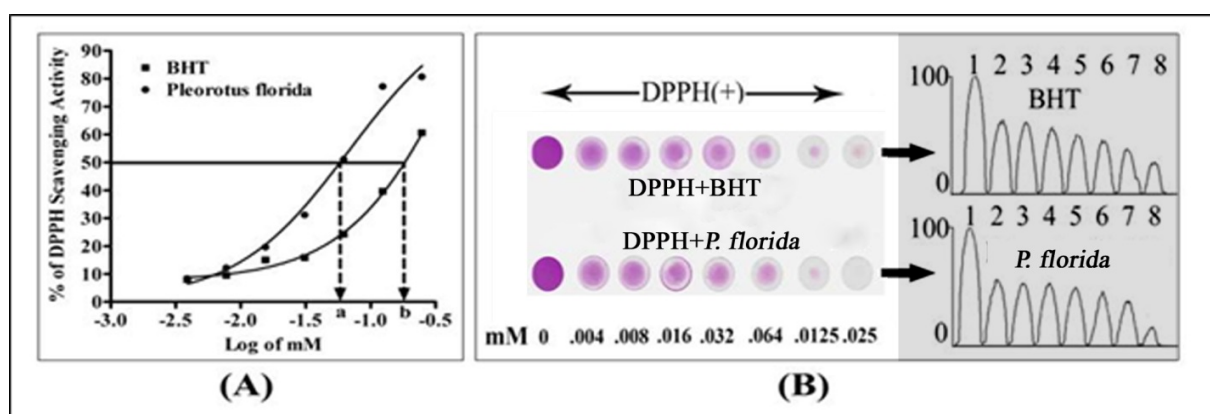 90
80
70
60
50
40
30
20
10
0
% of DPPH Scavenging Activity
BHT
Pleorotus florida
-3.0 -2.5 -2.0 -1.5 -1.0 -0.5
a b
Log of mM
(A)
DPPH(+)
DPPH+BHT
DPPH+P. florida
mM 0 .004 .008 .016 .032 .064 .0125 .025
1 2 3 4 5 6 7 8
100
BHT
0
1 2 3 4 5 6 7 8
100
P. florida
0
(B)